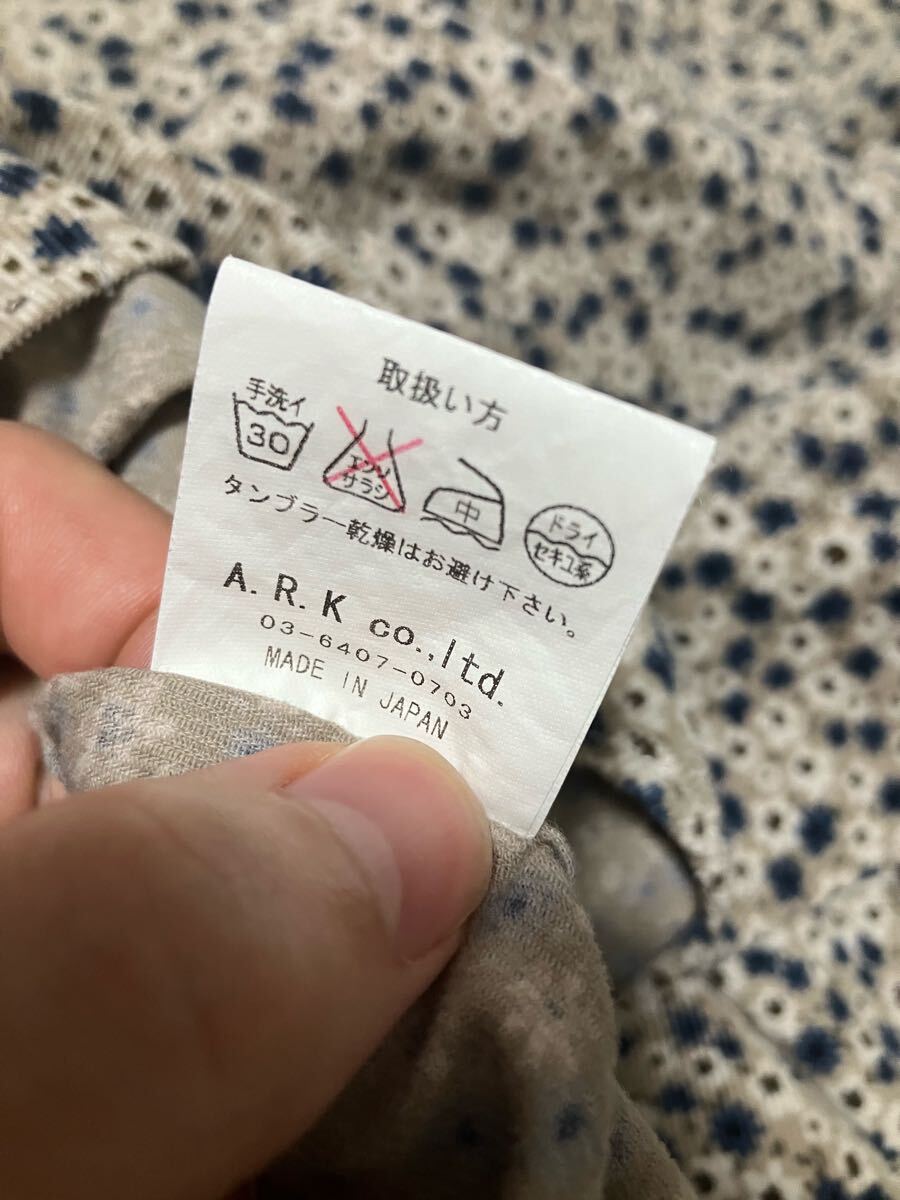 取扱い方
手洗イ
30
エンソ
サラシ
中
ドライ
セキユ系
タンブラー乾燥はお避け下さい。
A.R.K co.,ltd.
03-6407-0703
MADE IN JAPAN